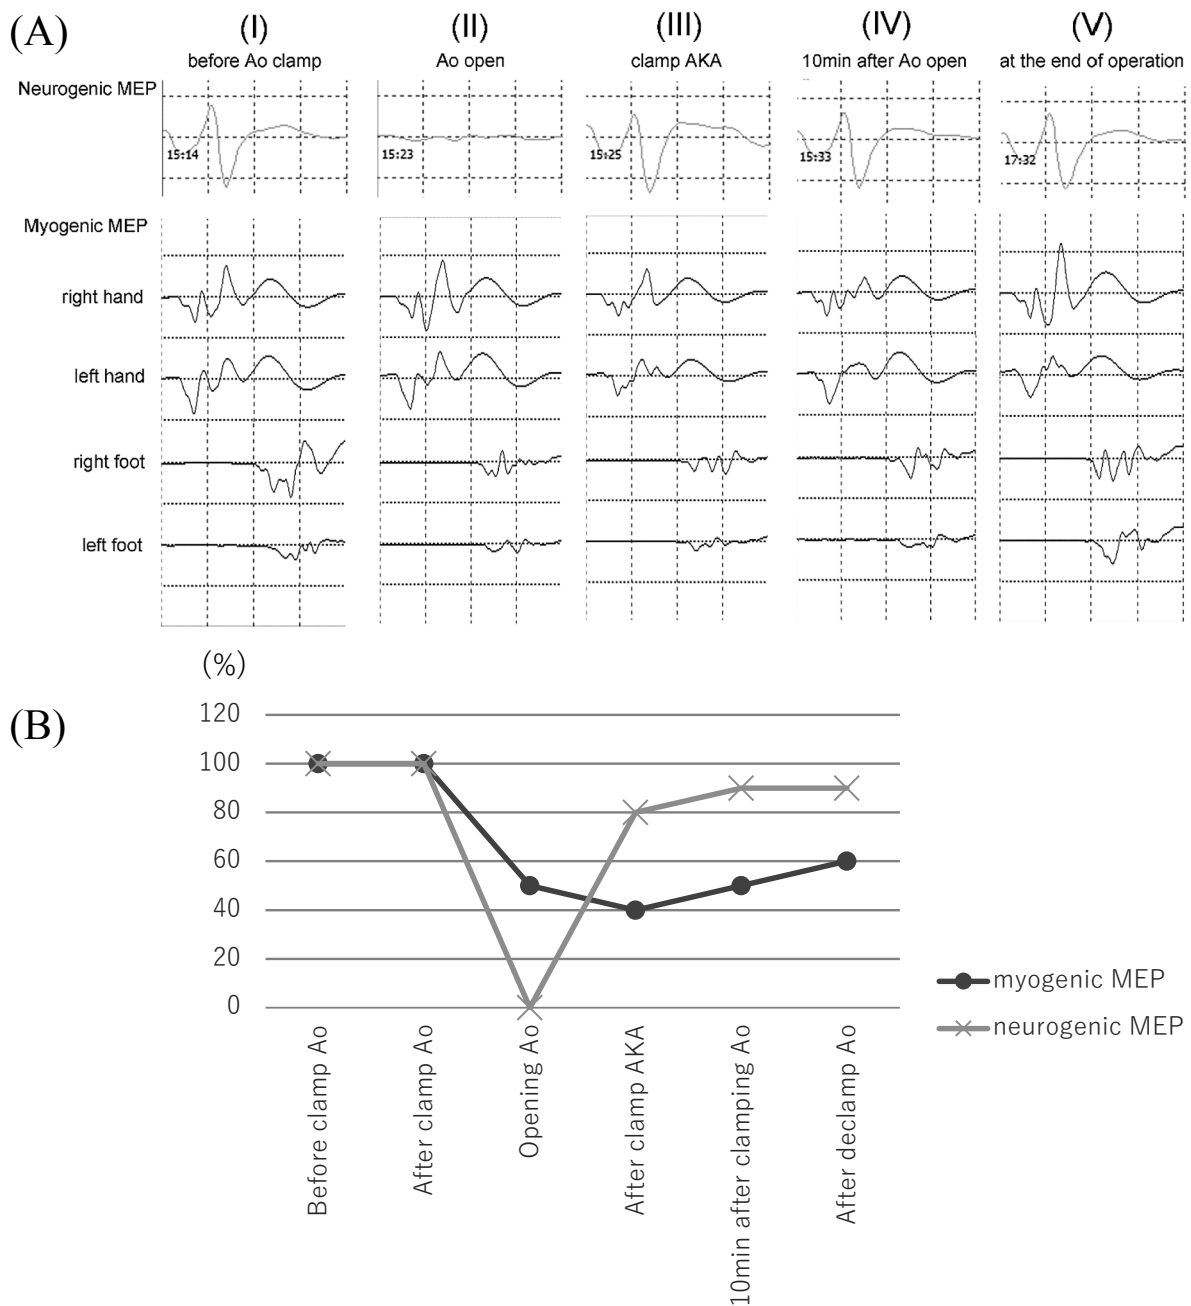 (A)
(I) (II) (III) (IV) (V)
before Ao clamp Ao open clamp AKA 10min after Ao open at the end of operation
Neurogenic MEP
15:14 15:23 15:25 15:33 17:32
Myogenic MEP
right hand
left hand
right foot
left foot
(%)
(B)
120
100
80
60
40
20
0
myogenic MEP
neurogenic MEP
Before clamp Ao
After clamp Ao
Opening Ao
After clamp AKA
10min after clamping Ao
After declamp Ao